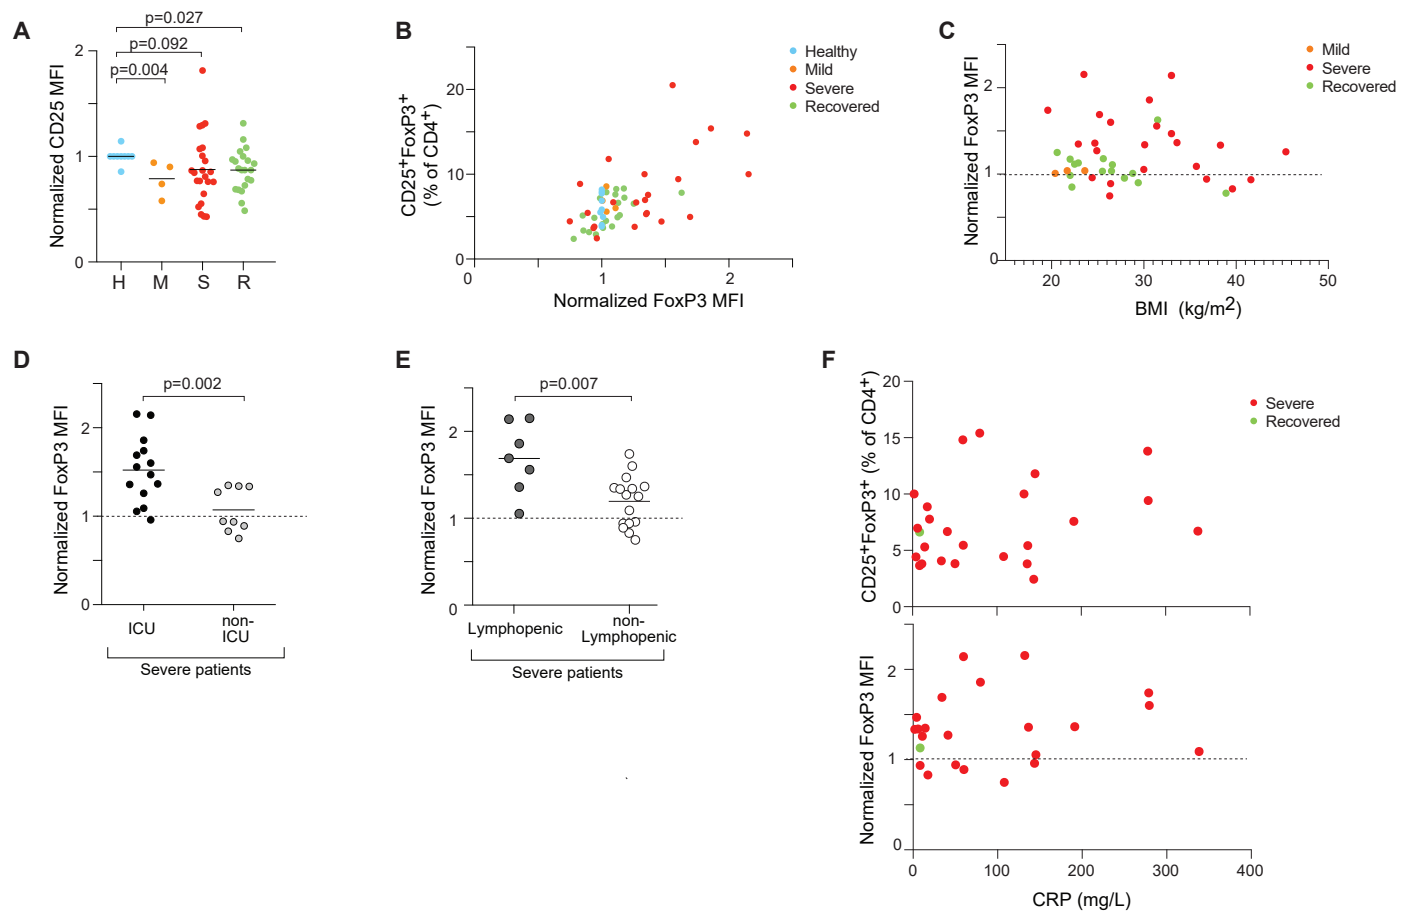 A
p=0.027
p=0.092
p=0.004
Normalized CD25 MFI
2
1
0
H M S R
B
CD25⁺FoxP3⁺
(% of CD4⁺)
20
10
0
0 1 2
Normalized FoxP3 MFI
Healthy
Mild
Severe
Recovered
C
Normalized FoxP3 MFI
2
1
0
20 30 40 50
BMI (kg/m²)
Mild
Severe
Recovered
D
p=0.002
Normalized FoxP3 MFI
2
1
0
ICU
non-
ICU
Severe patients
E
p=0.007
Normalized FoxP3 MFI
2
1
0
Lymphopenic
non-
Lymphopenic
Severe patients
F
CD25⁺FoxP3⁺ (% of CD4⁺)
20
15
10
5
0
Severe
Recovered
Normalized FoxP3 MFI
2
1
0
0 100 200 300 400
CRP (mg/L)